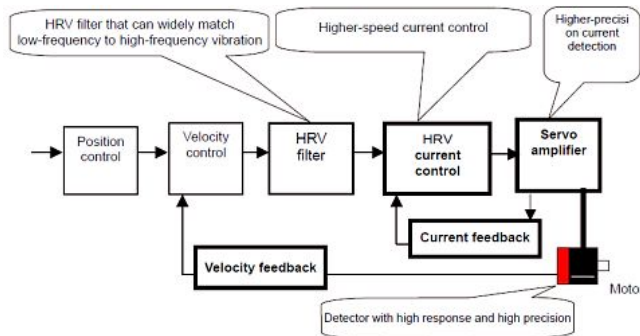 HRV filter that can widely match
low-frequency to high-frequency vibration
Higher-speed current control
Higher-precisi
on current
detection
Position
control
Velocity
control
HRV
filter
HRV
current
control
Servo
amplifier
Current feedback
Velocity feedback
Moto
Detector with high response and high precision